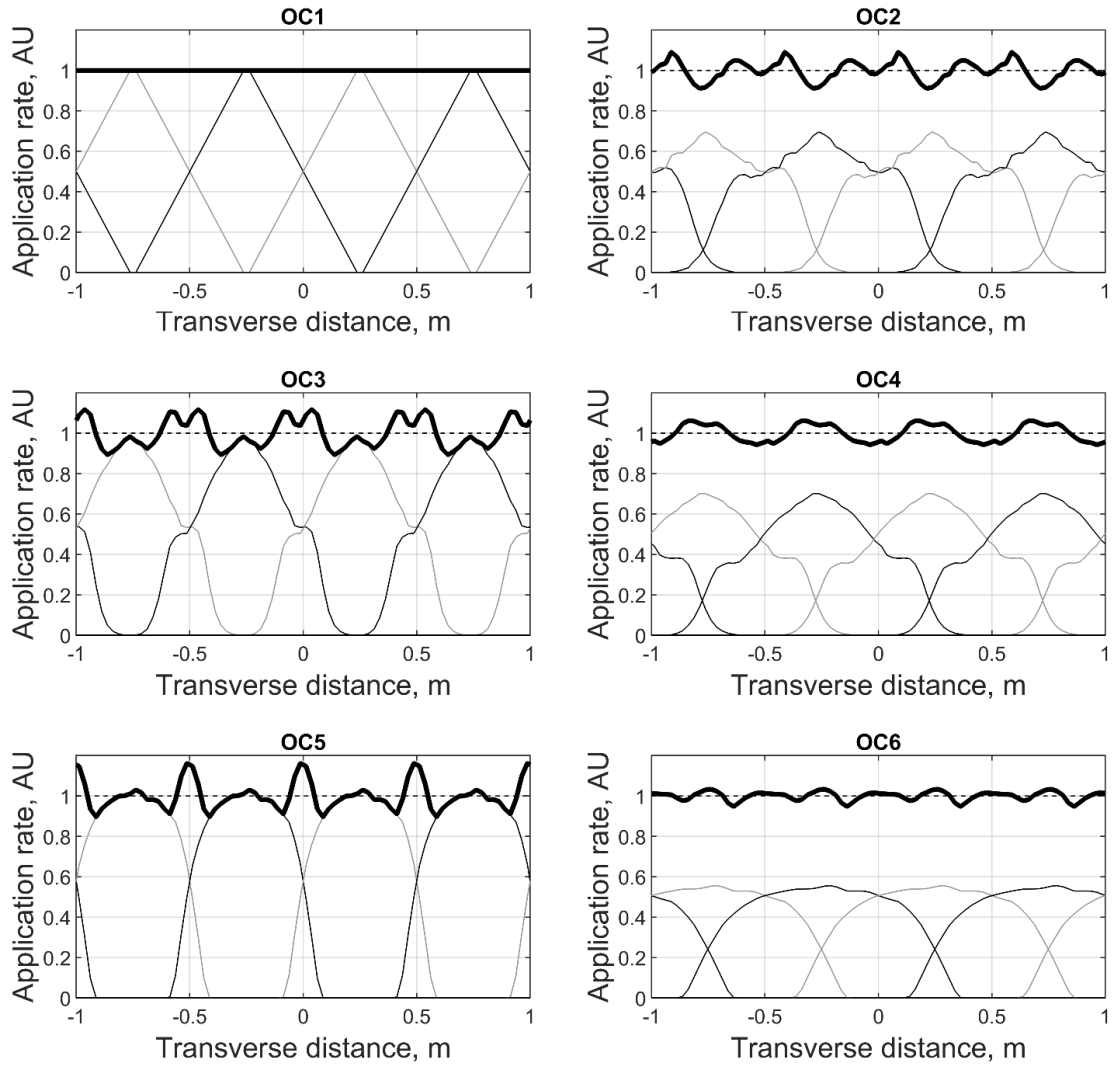 OC1
Application rate, AU
1
0.8
0.6
0.4
0.2
0
-1 -0.5 0 0.5 1
Transverse distance, m
OC2
Application rate, AU
1
0.8
0.6
0.4
0.2
0
-1 -0.5 0 0.5 1
Transverse distance, m
OC3
Application rate, AU
1
0.8
0.6
0.4
0.2
0
-1 -0.5 0 0.5 1
Transverse distance, m
OC4
Application rate, AU
1
0.8
0.6
0.4
0.2
0
-1 -0.5 0 0.5 1
Transverse distance, m
OC5
Application rate, AU
1
0.8
0.6
0.4
0.2
0
-1 -0.5 0 0.5 1
Transverse distance, m
OC6
Application rate, AU
1
0.8
0.6
0.4
0.2
0
-1 -0.5 0 0.5 1
Transverse distance, m